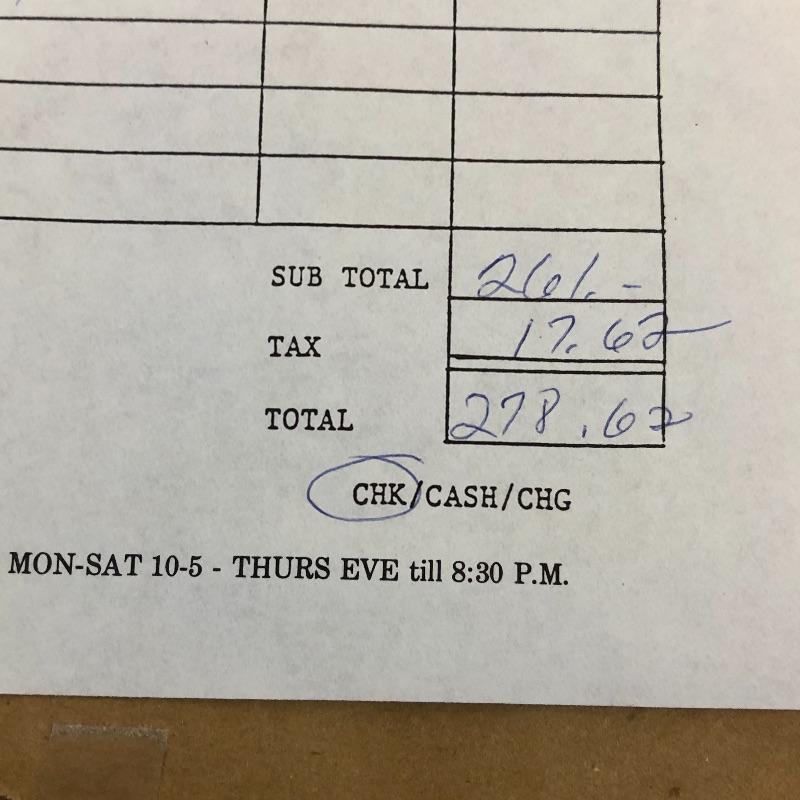 SUB TOTAL 261.-
TAX 17.62
TOTAL 278.62
CHK/CASH/CHG
MON-SAT 10-5 - THURS EVE till 8:30 P.M.